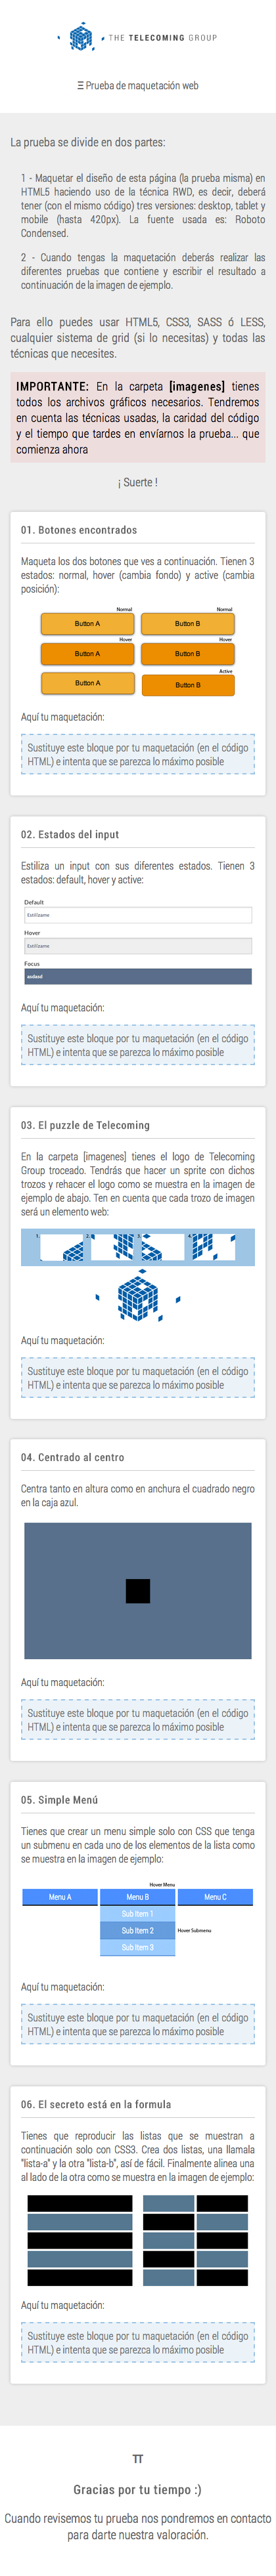 THE TELECOMING GROUP
Ξ Prueba de maquetación web
La prueba se divide en dos partes:
1 - Maquetar el diseño de esta página (la prueba misma) en
HTML5 haciendo uso de la técnica RWD, es decir, deberá
tener (con el mismo código) tres versiones: desktop, tablet y
mobile (hasta 420px). La fuente usada es: Roboto
Condensed.
2 - Cuando tengas la maquetación deberás realizar las
diferentes pruebas que contiene y escribir el resultado a
continuación de la imagen de ejemplo.
Para ello puedes usar HTML5, CSS3, SASS ó LESS,
cualquier sistema de grid (si lo necesitas) y todas las
técnicas que necesites.
IMPORTANTE: En la carpeta [imagenes] tienes
todos los archivos gráficos necesarios. Tendremos
en cuenta las técnicas usadas, la caridad del código
y el tiempo que tardes en envíarnos la prueba... que
comienza ahora
¡ Suerte !
01. Botones encontrados
Maqueta los dos botones que ves a continuación. Tienen 3
estados: normal, hover (cambia fondo) y active (cambia
posición):
Normal Normal
Button A Button B
Hover Hover
Button A Button B
Active
Button A Button B
Aquí tu maquetación:
Sustituye este bloque por tu maquetación (en el código
HTML) e intenta que se parezca lo máximo posible
02. Estados del input
Estiliza un input con sus diferentes estados. Tienen 3
estados: default, hover y active:
Default
Estilízame
Hover
Estilízame
Focus
asdasd
Aquí tu maquetación:
Sustituye este bloque por tu maquetación (en el código
HTML) e intenta que se parezca lo máximo posible
03. El puzzle de Telecoming
En la carpeta [imagenes] tienes el logo de Telecoming
Group troceado. Tendrás que hacer un sprite con dichos
trozos y rehacer el logo como se muestra en la imagen de
ejemplo de abajo. Ten en cuenta que cada trozo de imagen
será un elemento web:
1. 2. 3. 4.
Aquí tu maquetación:
Sustituye este bloque por tu maquetación (en el código
HTML) e intenta que se parezca lo máximo posible
04. Centrado al centro
Centra tanto en altura como en anchura el cuadrado negro
en la caja azul.
Aquí tu maquetación:
Sustituye este bloque por tu maquetación (en el código
HTML) e intenta que se parezca lo máximo posible
05. Simple Menú
Tienes que crear un menu simple solo con CSS que tenga
un submenu en cada uno de los elementos de la lista como
se muestra en la imagen de ejemplo:
Hover Menu
Menu A Menu B Menu C
Sub Item 1
Sub Item 2 Hover Submenu
Sub Item 3
Aquí tu maquetación:
Sustituye este bloque por tu maquetación (en el código
HTML) e intenta que se parezca lo máximo posible
06. El secreto está en la formula
Tienes que reproducir las listas que se muestran a
continuación solo con CSS3. Crea dos listas, una llamala
"lista-a" y la otra "lista-b", así de fácil. Finalmente alinea una
al lado de la otra como se muestra en la imagen de ejemplo:
Aquí tu maquetación:
Sustituye este bloque por tu maquetación (en el código
HTML) e intenta que se parezca lo máximo posible
TT
Gracias por tu tiempo :)
Cuando revisemos tu prueba nos pondremos en contacto
para darte nuestra valoración.